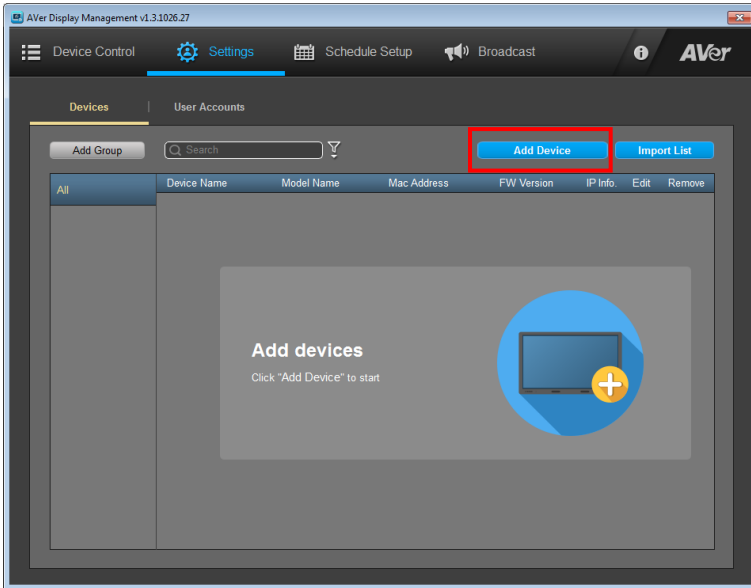 AVer Display Management v1.3.1026.27
Device Control Settings Schedule Setup Broadcast AVer
Devices | User Accounts
Add Group Search Add Device Import List
All Device Name Model Name Mac Address FW Version IP Info. Edit Remove
Add devices
Click "Add Device" to start